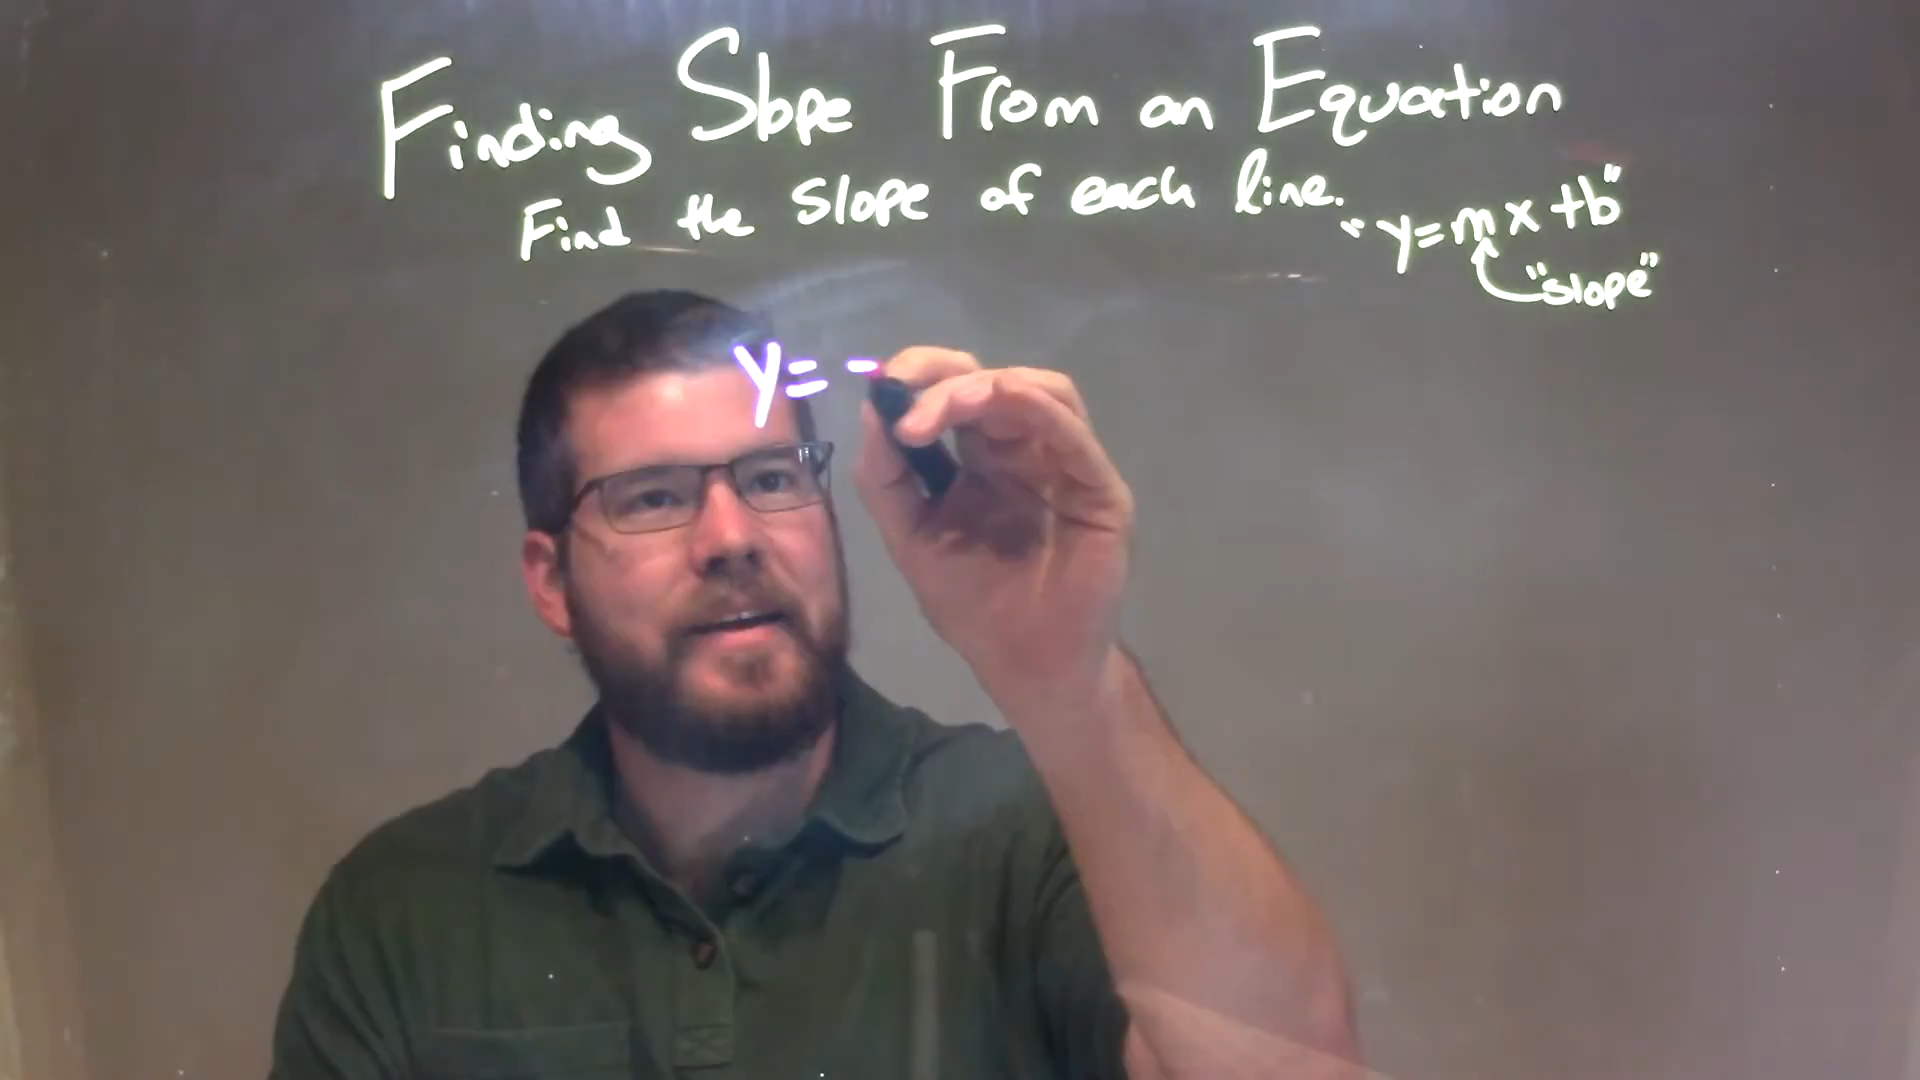 Finding Slope From an Equation
Find the slope of each line.
"y=mx+b"
"slope"
y= -